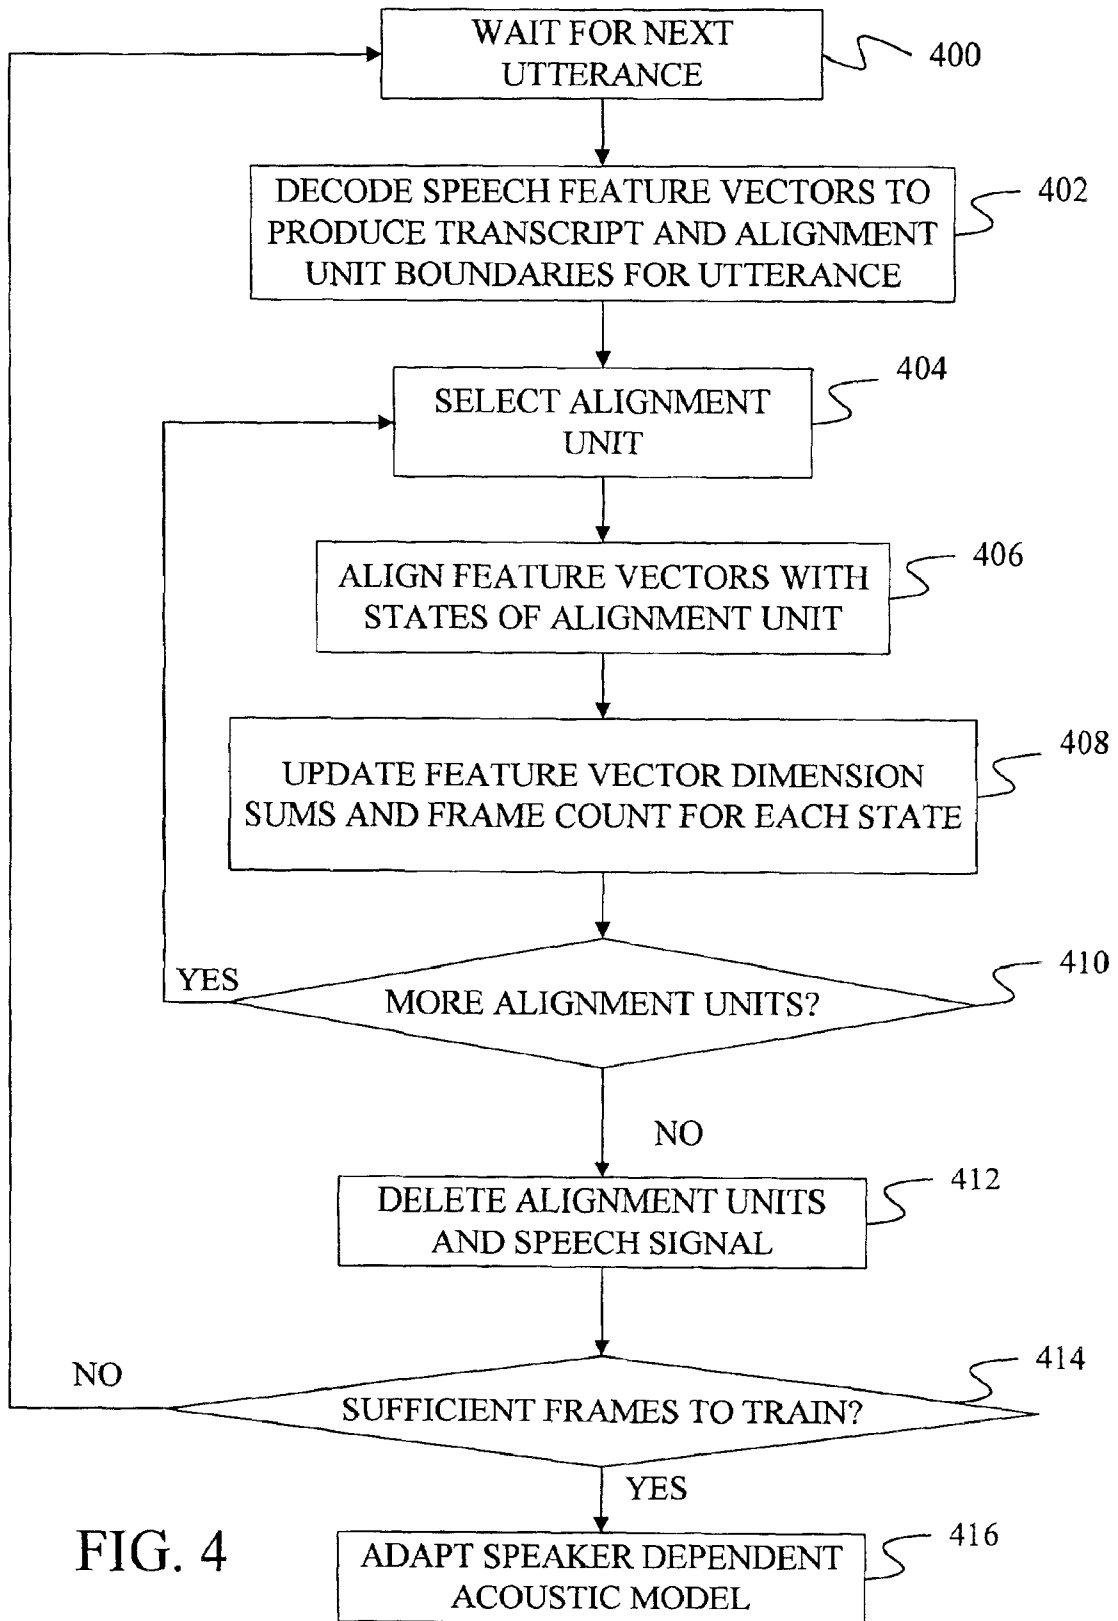 WAIT FOR NEXT
UTTERANCE
400
DECODE SPEECH FEATURE VECTORS TO
PRODUCE TRANSCRIPT AND ALIGNMENT
UNIT BOUNDARIES FOR UTTERANCE
402
SELECT ALIGNMENT
UNIT
404
ALIGN FEATURE VECTORS WITH
STATES OF ALIGNMENT UNIT
406
UPDATE FEATURE VECTOR DIMENSION
SUMS AND FRAME COUNT FOR EACH STATE
408
YES
MORE ALIGNMENT UNITS?
410
NO
DELETE ALIGNMENT UNITS
AND SPEECH SIGNAL
412
NO
SUFFICIENT FRAMES TO TRAIN?
414
YES
ADAPT SPEAKER DEPENDENT
ACOUSTIC MODEL
416
FIG. 4